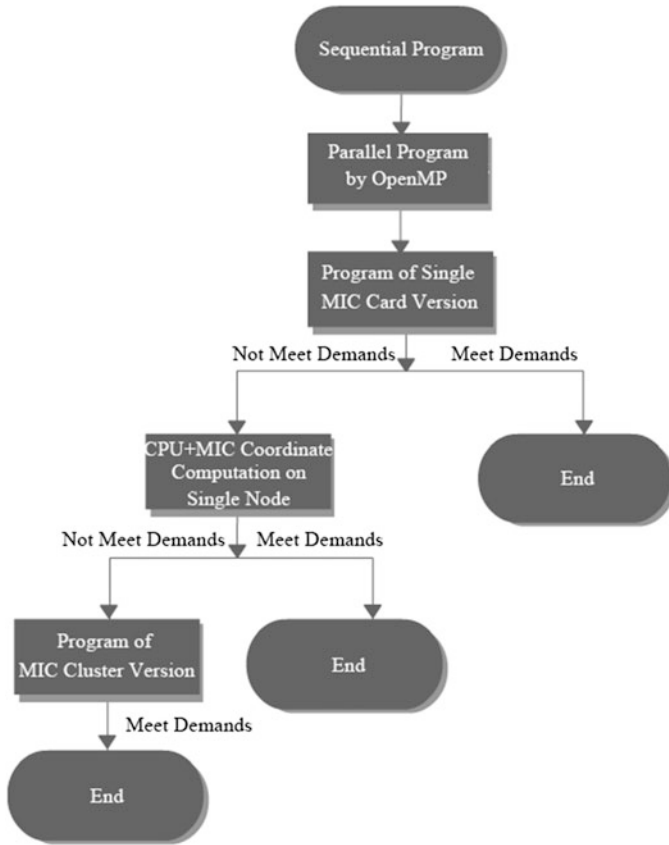 Sequential Program
Parallel Program
by OpenMP
Program of Single
MIC Card Version
Not Meet Demands
Meet Demands
CPU+MIC Coordinate
Computation on
Single Node
End
Not Meet Demands
Meet Demands
Program of
MIC Cluster Version
End
Meet Demands
End